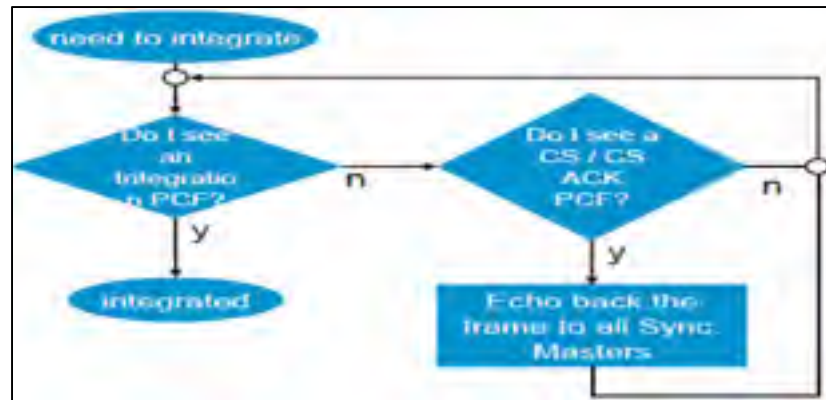 need to integrate
Do I see
an
Integratio
n PCF?
n
y
integrated
Do I see a
CS / CS
ACK
PCF?
n
y
Echo back the
frame to all Sync
Masters